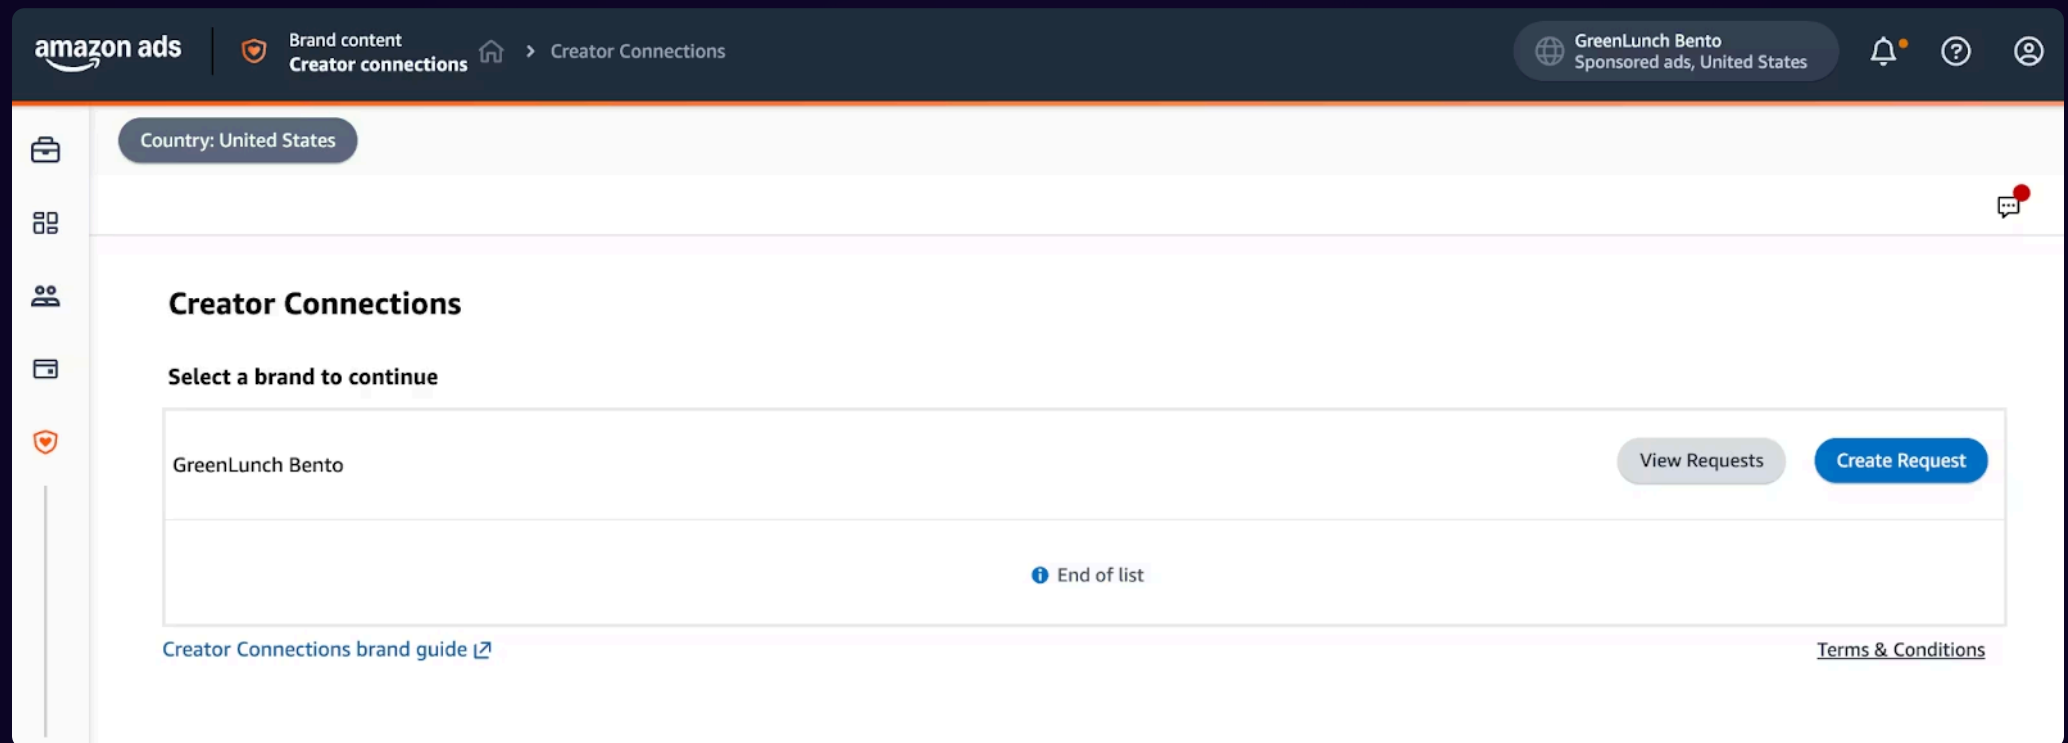 amazon ads
Brand content
Creator connections
Creator Connections
GreenLunch Bento
Sponsored ads, United States
Country: United States
Creator Connections
Select a brand to continue
GreenLunch Bento
View Requests
Create Request
End of list
Creator Connections brand guide
Terms & Conditions